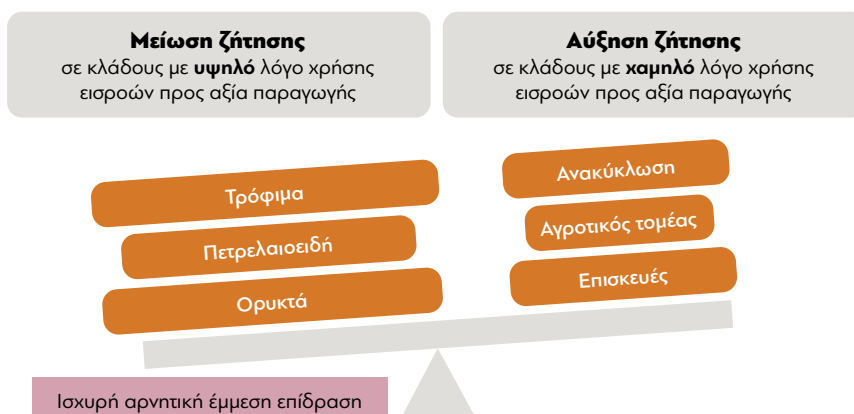 Μείωση ζήτησης
σε κλάδους με υψηλό λόγο χρήσης
εισροών προς αξία παραγωγής
Αύξηση ζήτησης
σε κλάδους με χαμηλό λόγο χρήσης
εισροών προς αξία παραγωγής
Τρόφιμα
Πετρελαιοειδή
Ορυκτά
Ανακύκλωση
Αγροτικός τομέας
Επισκευές
Ισχυρή αρνητική έμμεση επίδραση